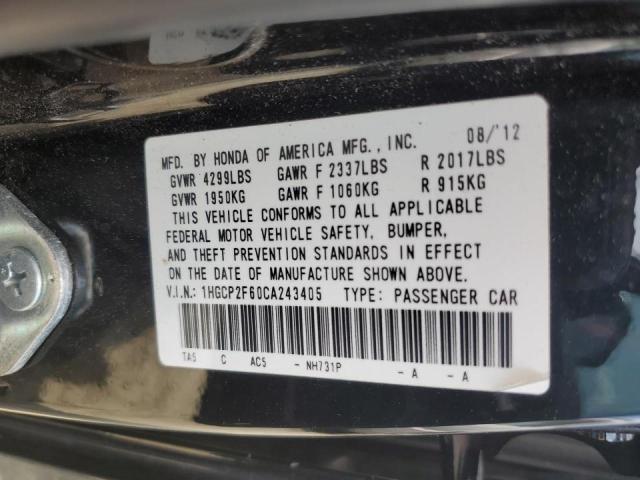 MFD. BY HONDA OF AMERICA MFG., INC. 08/'12
GVWR 4299LBS GAWR F 2337LBS R 2017LBS
GVWR 1950KG GAWR F 1060KG R 915KG
THIS VEHICLE CONFORMS TO ALL APPLICABLE
FEDERAL MOTOR VEHICLE SAFETY, BUMPER,
AND THEFT PREVENTION STANDARDS IN EFFECT
ON THE DATE OF MANUFACTURE SHOWN ABOVE.
V.I.N.: 1HGCP2F60CA243405 TYPE: PASSENGER CAR
TA5 C AC5 - NH731P - A - A